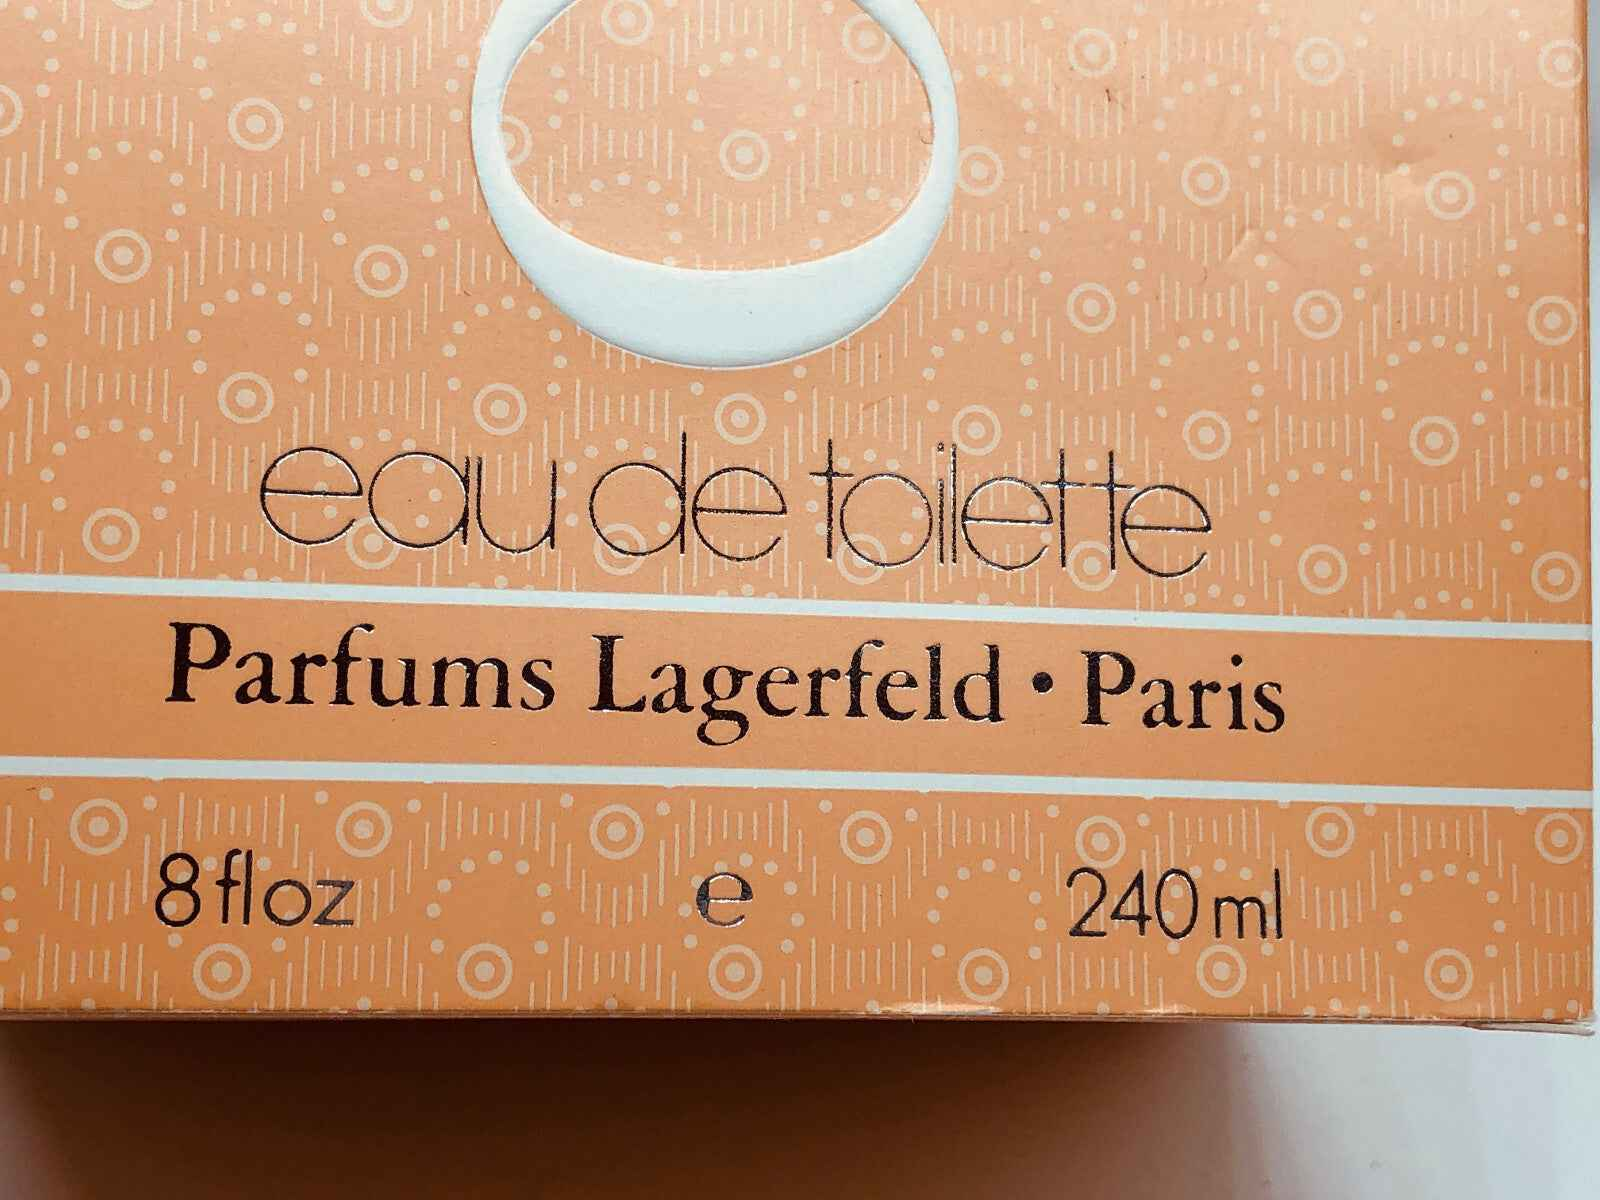 eau de toilette
Parfums Lagerfeld • Paris
8 fl oz e 240 ml